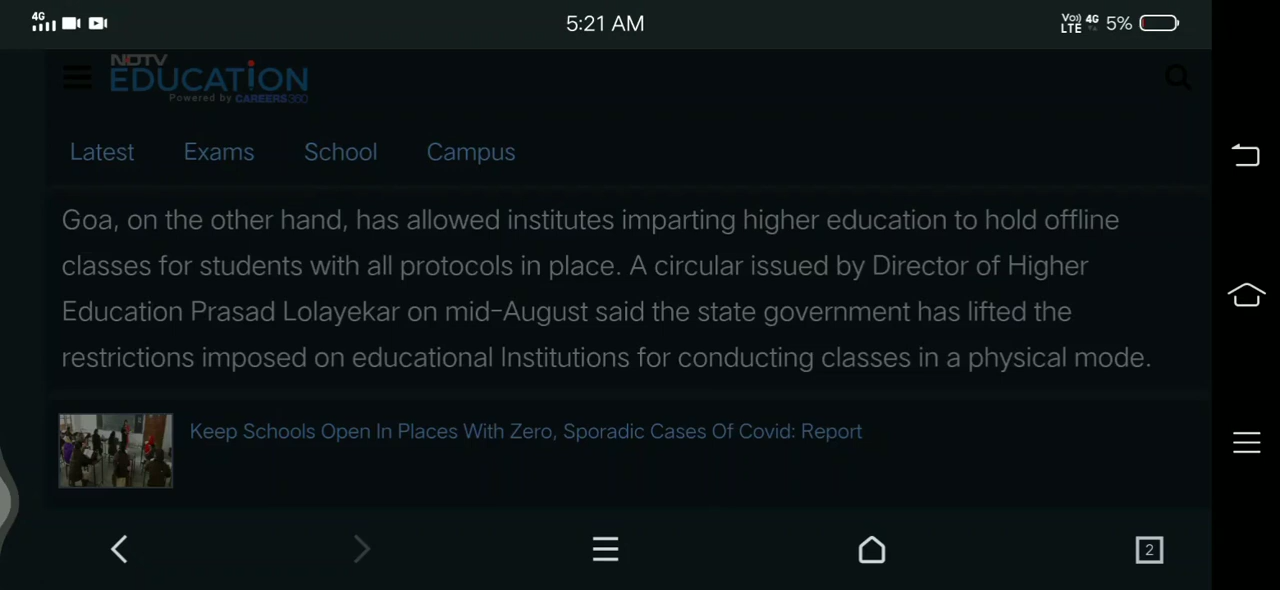 4G
5:21 AM
Vo)) LTE 4G 5%
NDTV
EDUCATION
Powered by CAREERS360
Latest Exams School Campus
Goa, on the other hand, has allowed institutes imparting higher education to hold offline
classes for students with all protocols in place. A circular issued by Director of Higher
Education Prasad Lolayekar on mid-August said the state government has lifted the
restrictions imposed on educational Institutions for conducting classes in a physical mode.
Keep Schools Open In Places With Zero, Sporadic Cases Of Covid: Report
2